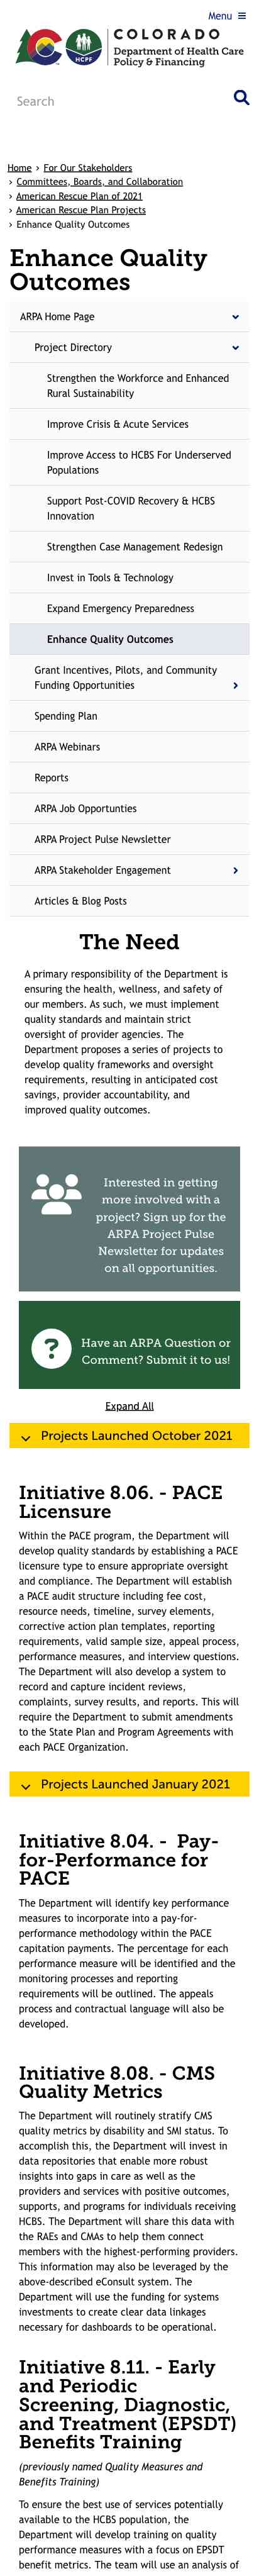 Menu ≡
COLORADO
Department of Health Care
Policy & Financing
HCPF
Search
Home › For Our Stakeholders
› Committees, Boards, and Collaboration
› American Rescue Plan of 2021
› American Rescue Plan Projects
› Enhance Quality Outcomes
Enhance Quality
Outcomes
ARPA Home Page
Project Directory
Strengthen the Workforce and Enhanced
Rural Sustainability
Improve Crisis & Acute Services
Improve Access to HCBS For Underserved
Populations
Support Post-COVID Recovery & HCBS
Innovation
Strengthen Case Management Redesign
Invest in Tools & Technology
Expand Emergency Preparedness
Enhance Quality Outcomes
Grant Incentives, Pilots, and Community
Funding Opportunities
Spending Plan
ARPA Webinars
Reports
ARPA Job Opportunties
ARPA Project Pulse Newsletter
ARPA Stakeholder Engagement
Articles & Blog Posts
The Need
A primary responsibility of the Department is
ensuring the health, wellness, and safety of
our members. As such, we must implement
quality standards and maintain strict
oversight of provider agencies. The
Department proposes a series of projects to
develop quality frameworks and oversight
requirements, resulting in anticipated cost
savings, provider accountability, and
improved quality outcomes.
Interested in getting
more involved with a
project? Sign up for the
ARPA Project Pulse
Newsletter for updates
on all opportunities.
Have an ARPA Question or
Comment? Submit it to us!
Expand All
Projects Launched October 2021
Initiative 8.06. - PACE
Licensure
Within the PACE program, the Department will
develop quality standards by establishing a PACE
licensure type to ensure appropriate oversight
and compliance. The Department will establish
a PACE audit structure including fee cost,
resource needs, timeline, survey elements,
corrective action plan templates, reporting
requirements, valid sample size, appeal process,
performance measures, and interview questions.
The Department will also develop a system to
record and capture incident reviews,
complaints, survey results, and reports. This will
require the Department to submit amendments
to the State Plan and Program Agreements with
each PACE Organization.
Projects Launched January 2021
Initiative 8.04. - Pay-
for-Performance for
PACE
The Department will identify key performance
measures to incorporate into a pay-for-
performance methodology within the PACE
capitation payments. The percentage for each
performance measure will be identified and the
monitoring processes and reporting
requirements will be outlined. The appeals
process and contractual language will also be
developed.
Initiative 8.08. - CMS
Quality Metrics
The Department will routinely stratify CMS
quality metrics by disability and SMI status. To
accomplish this, the Department will invest in
data repositories that enable more robust
insights into gaps in care as well as the
providers and services with positive outcomes,
supports, and programs for individuals receiving
HCBS. The Department will share this data with
the RAEs and CMAs to help them connect
members with the highest-performing providers.
This information may also be leveraged by the
above-described eConsult system. The
Department will use the funding for systems
investments to create clear data linkages
necessary for dashboards to be operational.
Initiative 8.11. - Early
and Periodic
Screening, Diagnostic,
and Treatment (EPSDT)
Benefits Training
(previously named Quality Measures and
Benefits Training)
To ensure the best use of services potentially
available to the HCBS population, the
Department will develop training on quality
performance measures with a focus on EPSDT
benefit metrics. The team will use an analysis of